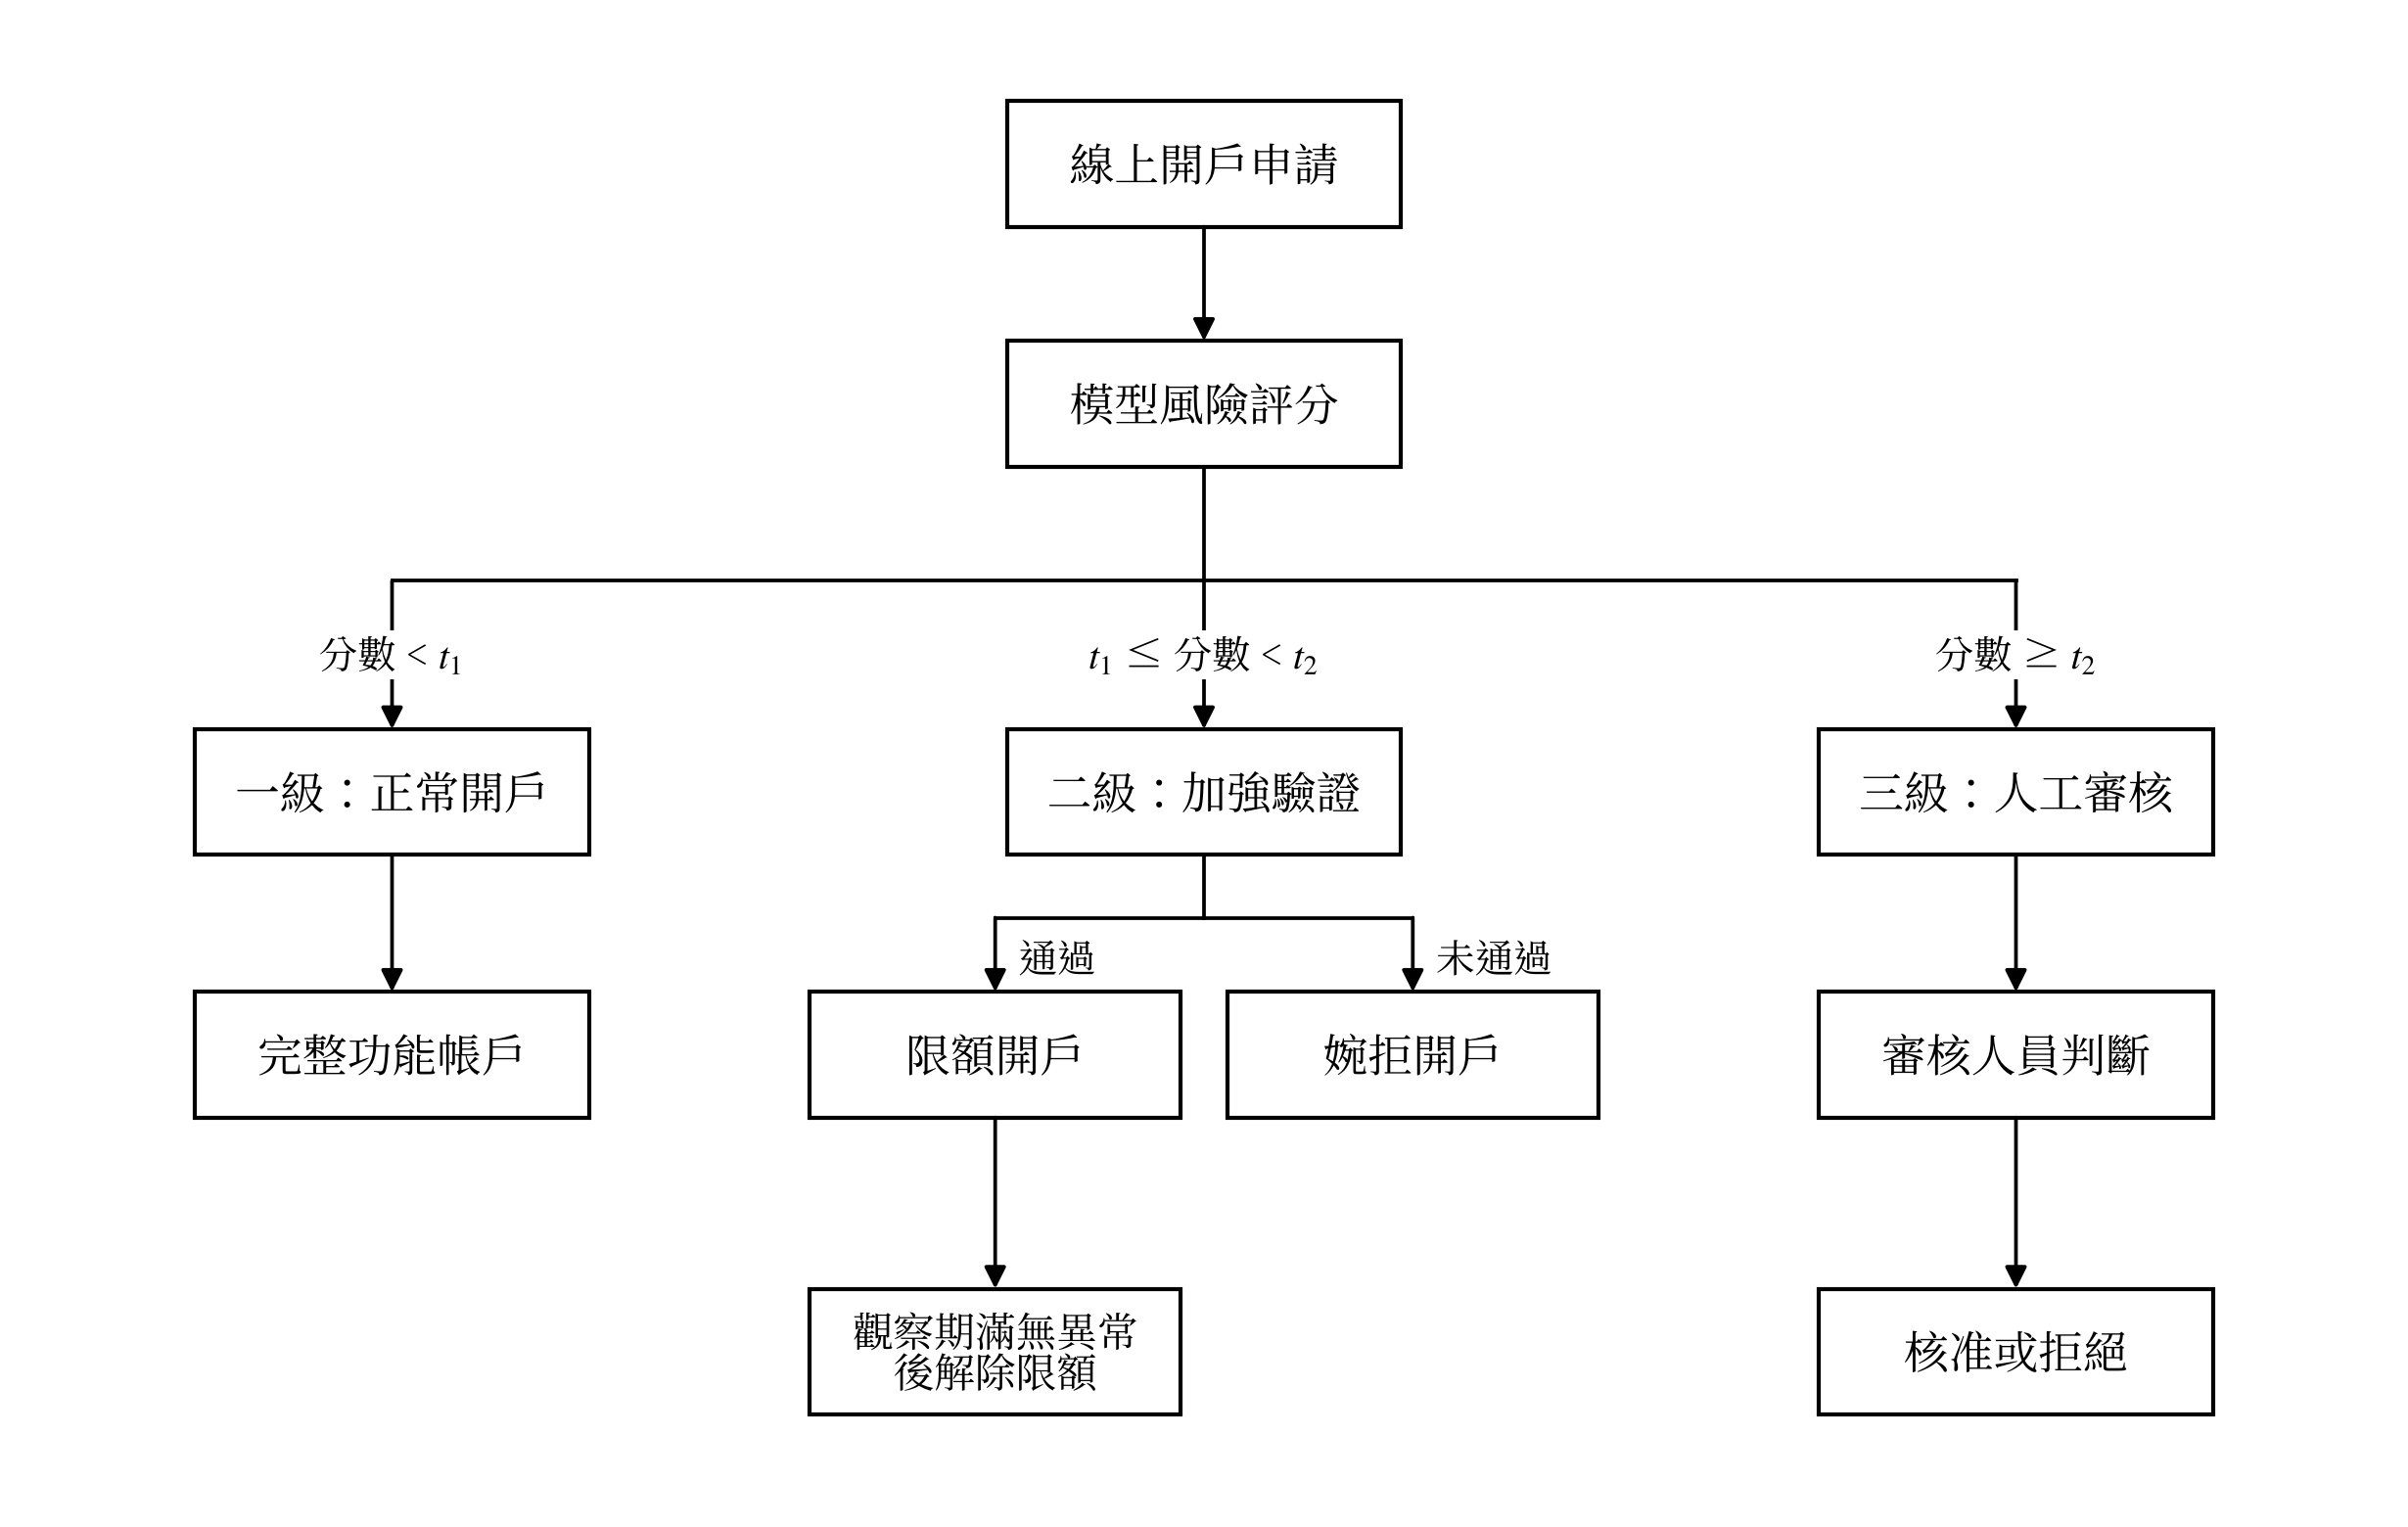 線上開戶申請
模型風險評分
分數 < t1
t1 ≤ 分數 < t2
分數 ≥ t2
一級：正常開戶
二級：加強驗證
三級：人工審核
通過
未通過
完整功能帳戶
限額開戶
婉拒開戶
審核人員判斷
觀察期滿無異常
後解除限額
核准或拒絕